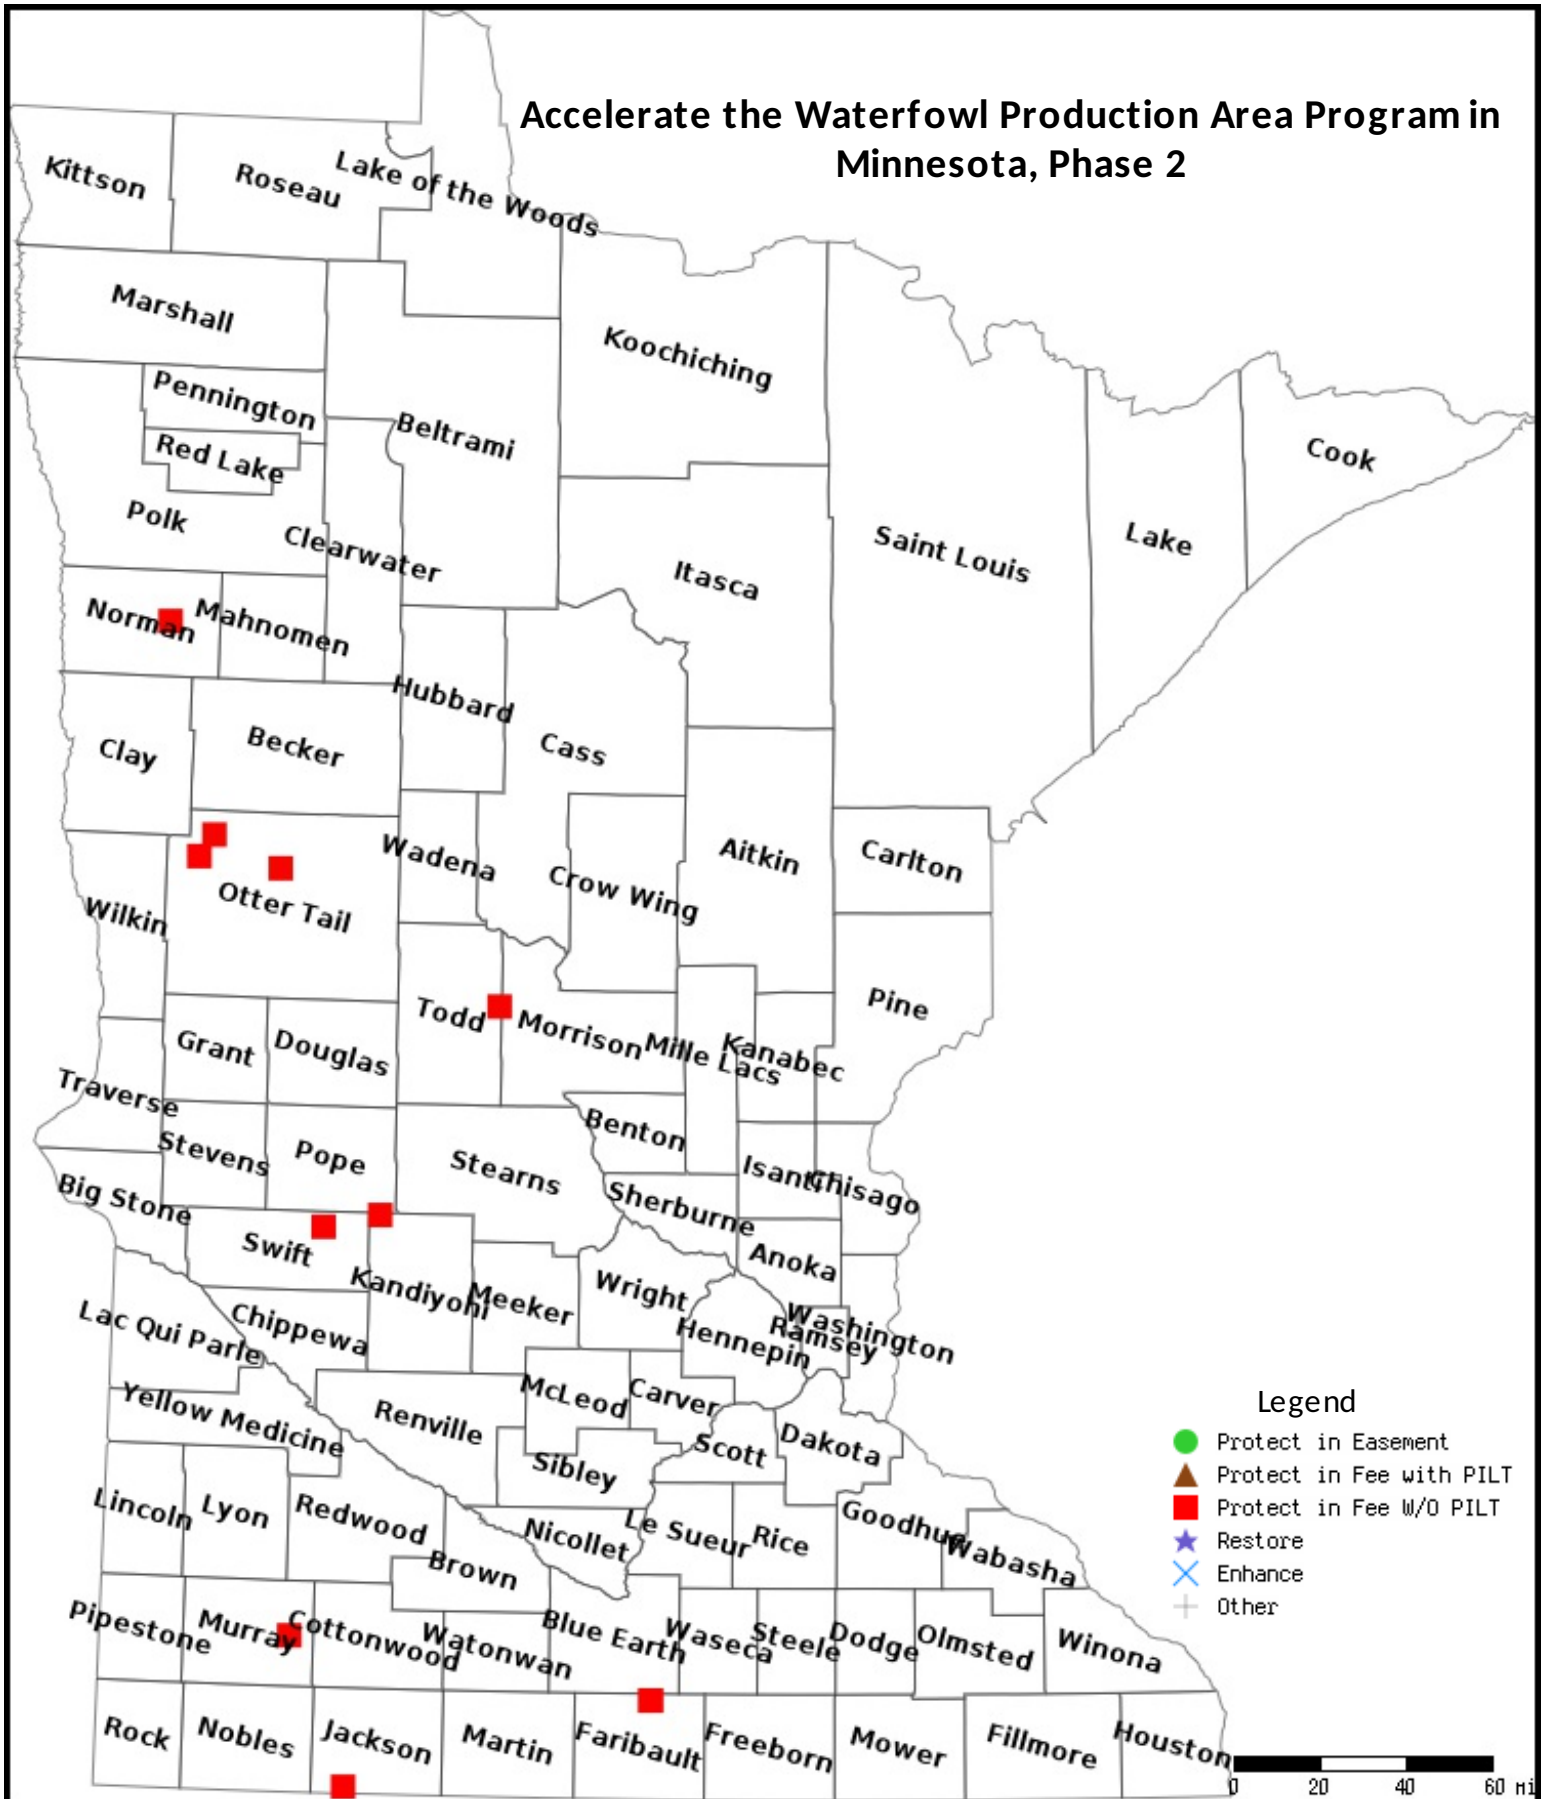 Accelerate the Waterfowl Production Area Program in
Minnesota, Phase 2
Kittson
Roseau
Lake of the Woods
Marshall
Koochiching
Pennington
Beltrami
Red Lake
Cook
Polk
Clearwater
Saint Louis
Lake
Itasca
Norman
Mahnomen
Hubbard
Clay
Becker
Cass
Wadena
Aitkin
Carlton
Crow Wing
Otter Tail
Wilkin
Todd
Pine
Morrison
Grant
Douglas
Mille Lacs
Kanabec
Traverse
Benton
Stevens
Pope
Stearns
Isanti
Chisago
Big Stone
Sherburne
Swift
Anoka
Kandiyohi
Meeker
Wright
Lac Qui Parle
Chippewa
Hennepin
Ramsey
Washington
McLeod
Carver
Yellow Medicine
Renville
Scott
Dakota
Sibley
Lincoln
Lyon
Redwood
Nicollet
Le Sueur
Rice
Goodhue
Wabasha
Brown
Pipestone
Murray
Cottonwood
Watonwan
Blue Earth
Waseca
Steele
Dodge
Olmsted
Winona
Rock
Nobles
Jackson
Martin
Faribault
Freeborn
Mower
Fillmore
Houston
Legend
Protect in Easement
Protect in Fee with PILT
Protect in Fee W/O PILT
Restore
Enhance
Other
0 20 40 60 mi